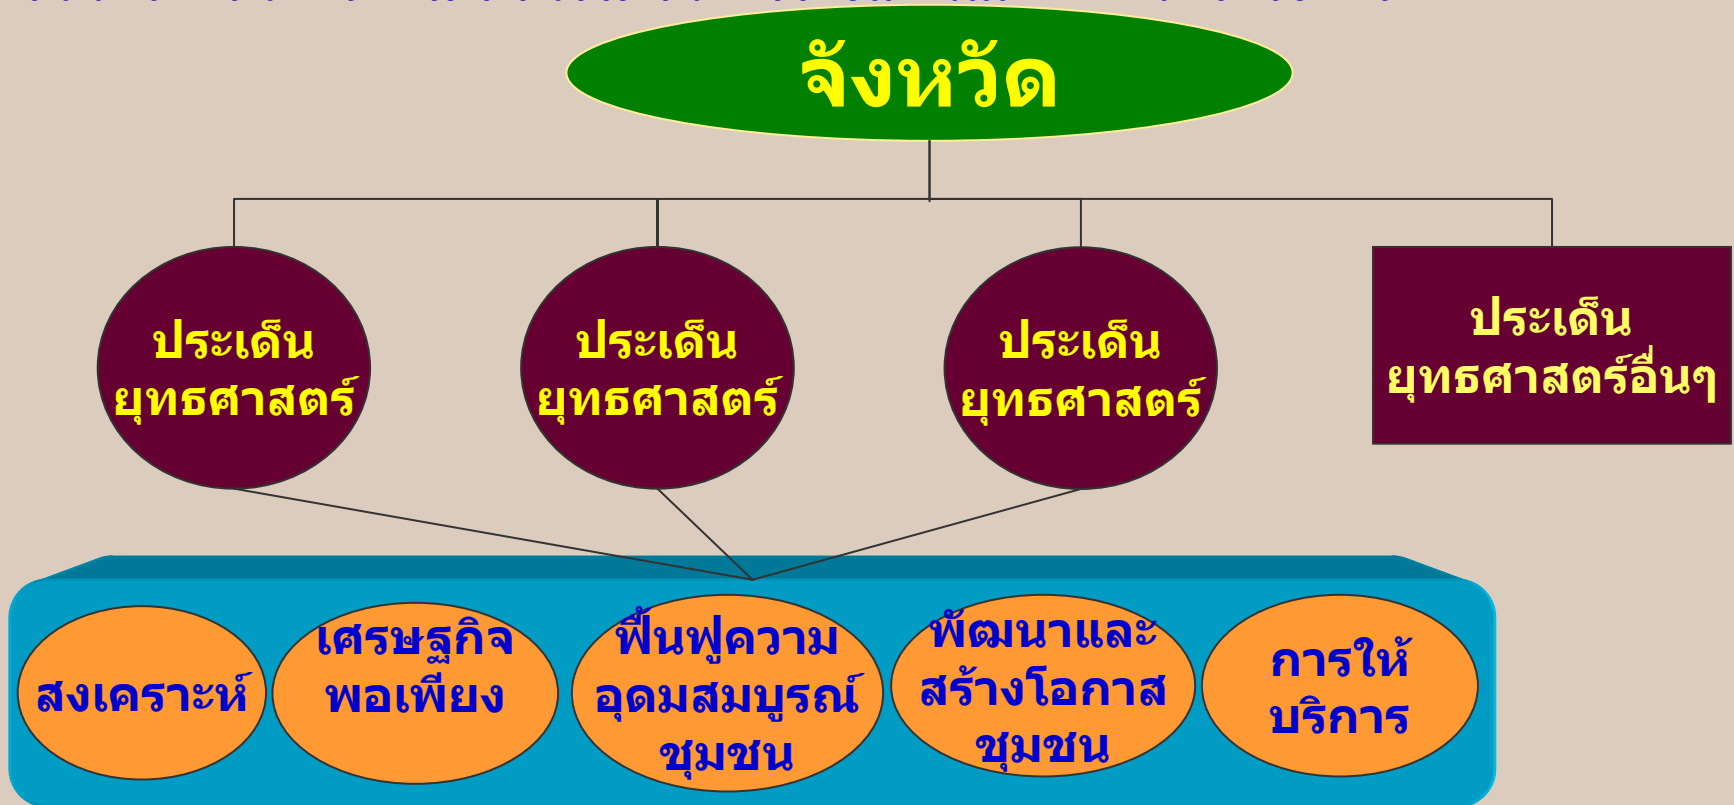 จังหวัด
ประเด็น
ยุทธศาสตร์
ประเด็น
ยุทธศาสตร์
ประเด็น
ยุทธศาสตร์
ประเด็น
ยุทธศาสตร์อื่นๆ
สงเคราะห์
เศรษฐกิจ
พอเพียง
ฟื้นฟูความ
อุดมสมบูรณ์
ชุมชน
พัฒนาและ
สร้างโอกาส
ชุมชน
การให้
บริการ